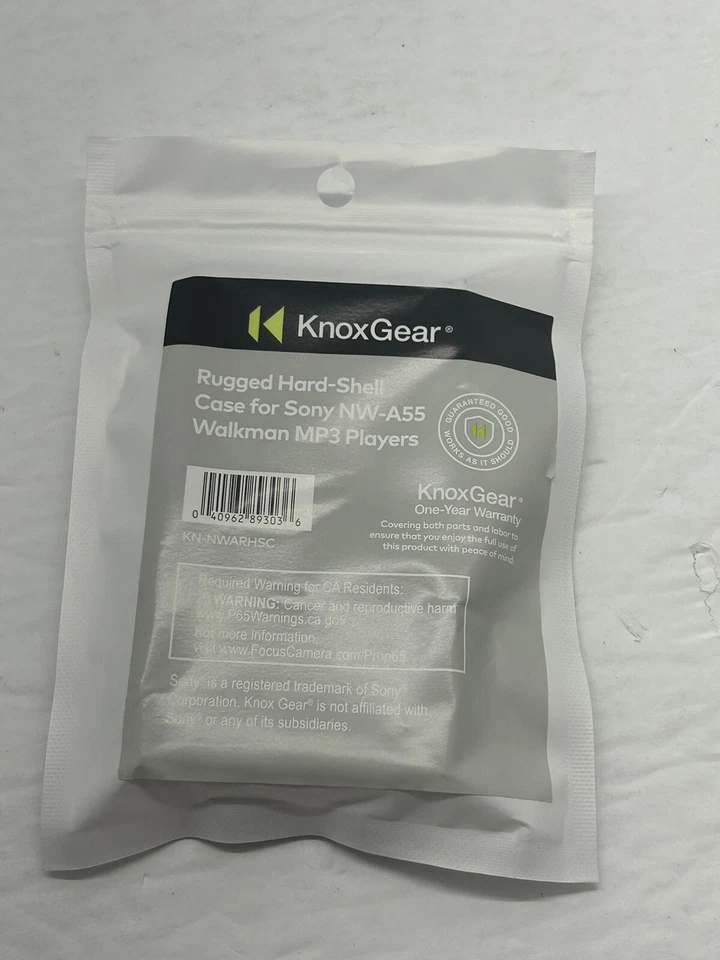 KnoxGear®
Rugged Hard-Shell
Case for Sony NW-A55
Walkman MP3 Players
GUARANTEED GOOD
WORKS AS IT SHOULD
0 40962 89303 6
KN-NWARHSC
KnoxGear®
One-Year Warranty
Covering both parts and labor to
ensure that you enjoy the full use of
this product with peace of mind.
Required Warning for CA Residents:
WARNING: Cancer and reproductive harm
www.P65Warnings.ca.gov
For more information
visit www.FocusCamera.com/Prop65
Sony® is a registered trademark of Sony
Corporation. Knox Gear® is not affiliated with
Sony® or any of its subsidiaries.